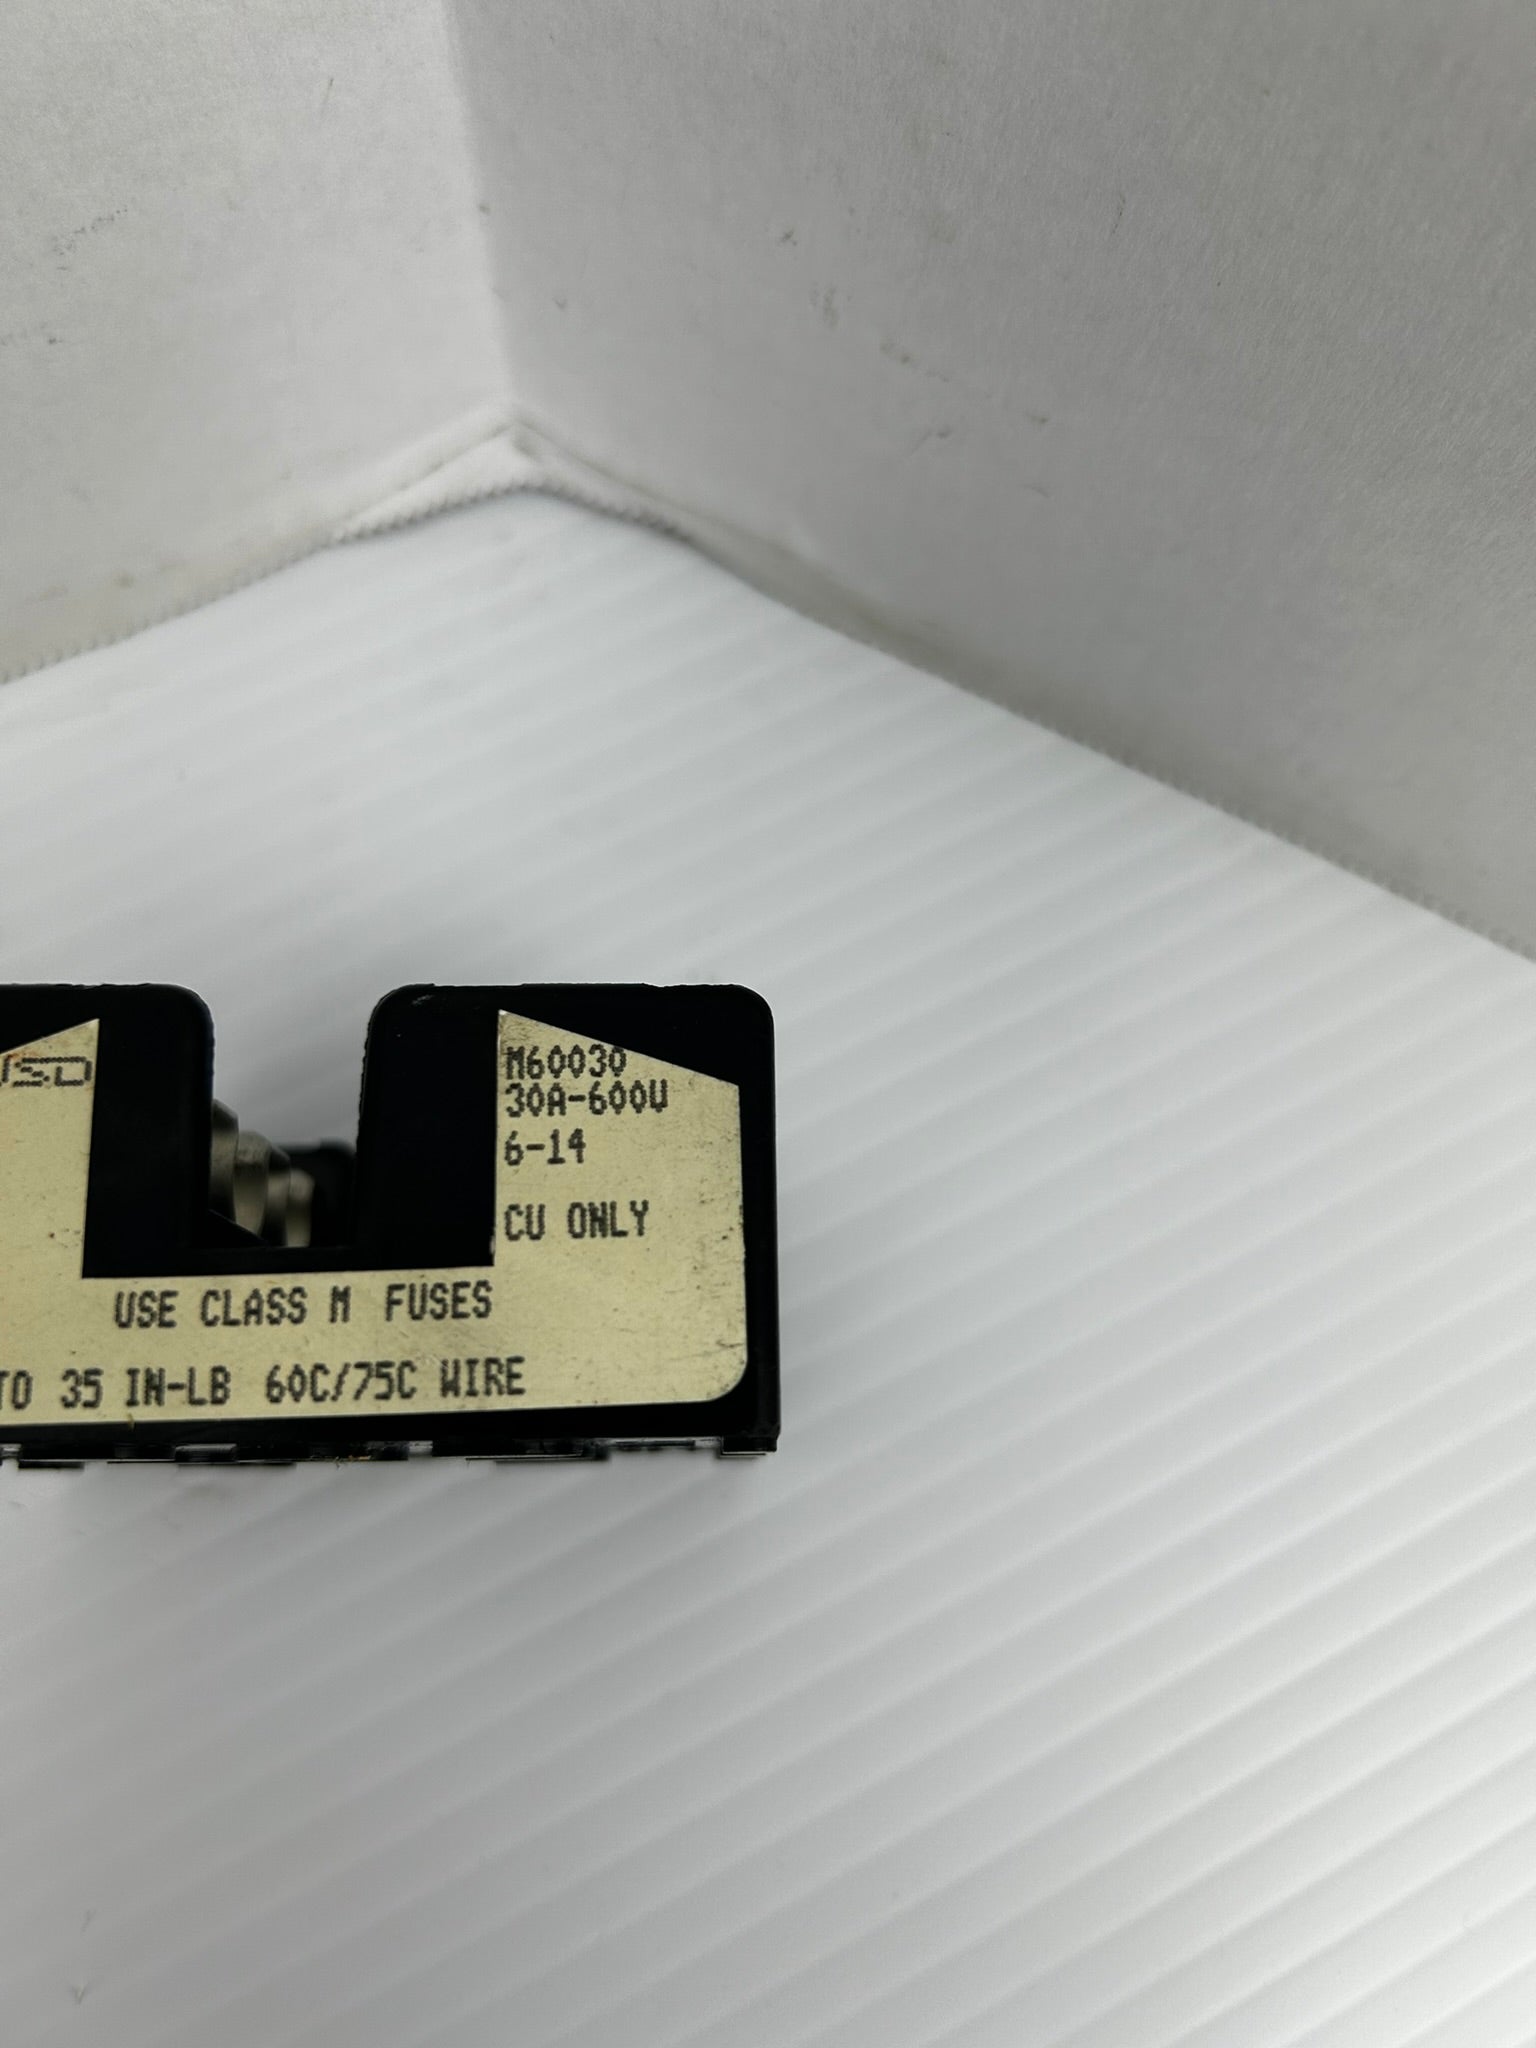 M60030
30A-600V
6-14
CU ONLY
USE CLASS M FUSES
TO 35 IN-LB 60C/75C WIRE